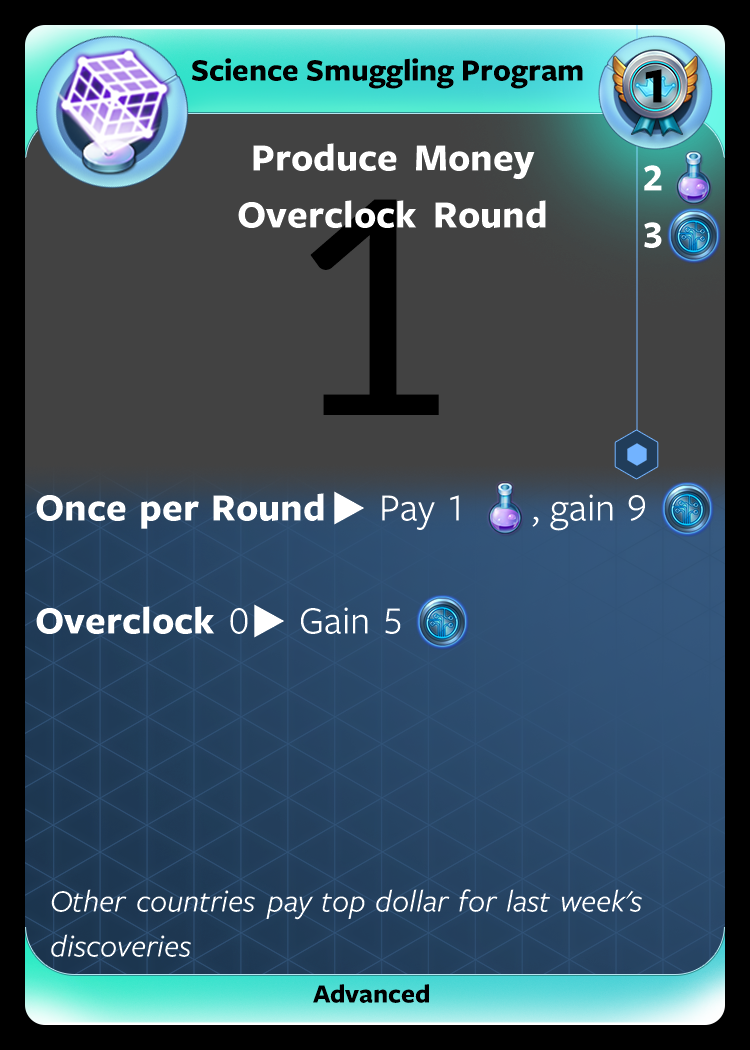 Science Smuggling Program
1
Produce Money
2
Overclock Round
3
1
Once per Round▶ Pay 1 , gain 9
Overclock 0▶ Gain 5
Other countries pay top dollar for last week's
discoveries
Advanced